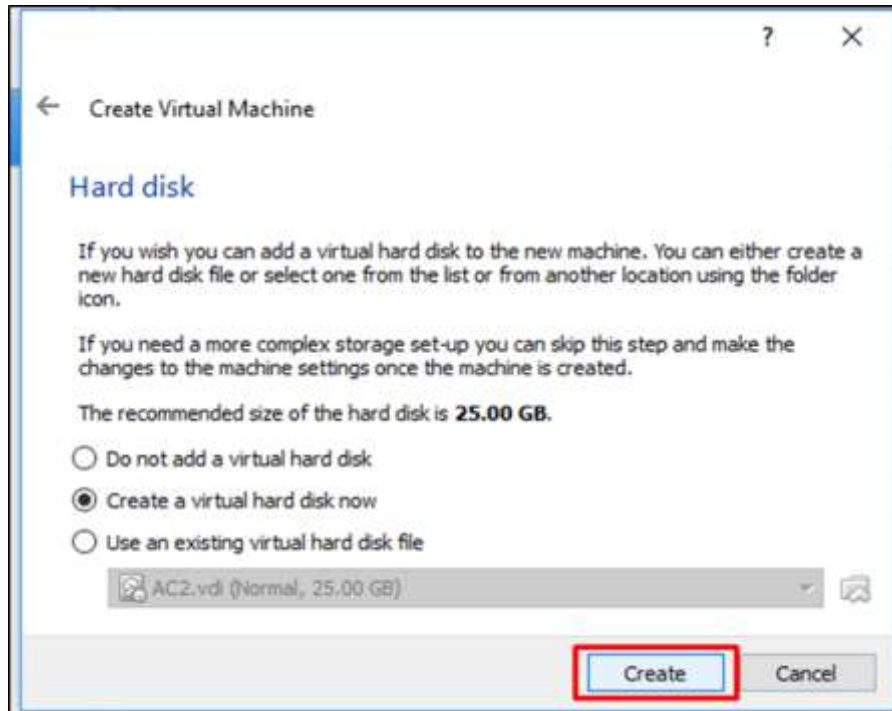 ?
Create Virtual Machine
Hard disk
If you wish you can add a virtual hard disk to the new machine. You can either create a
new hard disk file or select one from the list or from another location using the folder
icon.
If you need a more complex storage set-up you can skip this step and make the
changes to the machine settings once the machine is created.
The recommended size of the hard disk is 25.00 GB.
Do not add a virtual hard disk
Create a virtual hard disk now
Use an existing virtual hard disk file
AC2.vdi (Normal, 25.00 GB)
Create Cancel